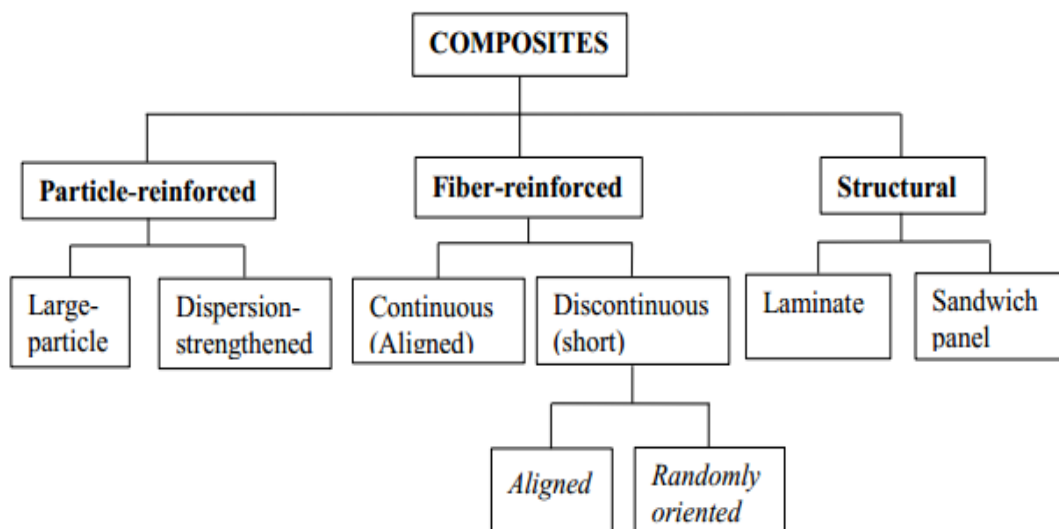 COMPOSITES
Particle-reinforced
Fiber-reinforced
Structural
Large-
particle
Dispersion-
strengthened
Continuous
(Aligned)
Discontinuous
(short)
Laminate
Sandwich
panel
Aligned
Randomly
oriented